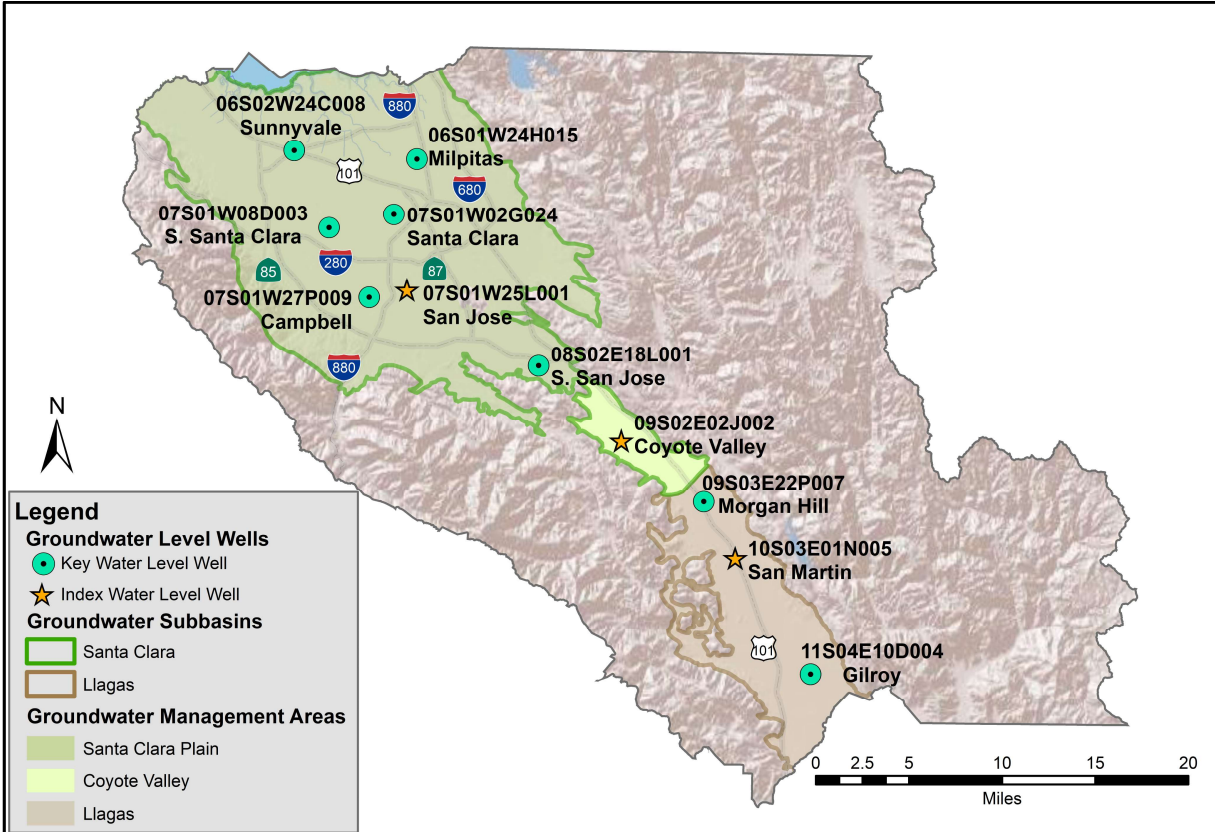 06S02W24C008
Sunnyvale
880
06S01W24H015
Milpitas
101
680
07S01W08D003
S. Santa Clara
07S01W02G024
Santa Clara
280
85
87
07S01W27P009
Campbell
07S01W25L001
San Jose
880
08S02E18L001
S. San Jose
09S02E02J002
Coyote Valley
09S03E22P007
Morgan Hill
10S03E01N005
San Martin
101
11S04E10D004
Gilroy
N
Legend
Groundwater Level Wells
Key Water Level Well
Index Water Level Well
Groundwater Subbasins
Santa Clara
Llagas
Groundwater Management Areas
Santa Clara Plain
Coyote Valley
Llagas
0 2.5 5 10 15 20
Miles